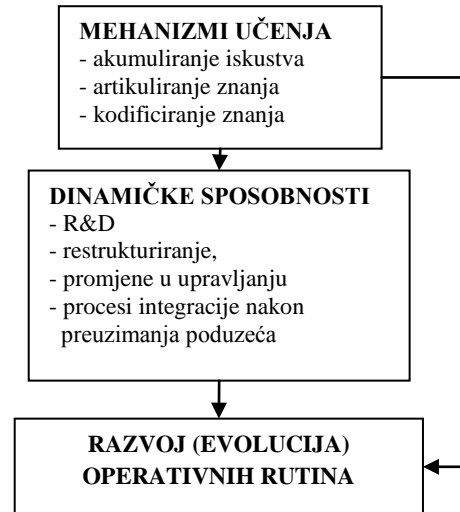 MEHANIZMI UČENJA
- akumuliranje iskustva
- artikuliranje znanja
- kodificiranje znanja
DINAMIČKE SPOSOBNOSTI
- R&D
- restrukturiranje,
- promjene u upravljanju
- procesi integracije nakon
preuzimanja poduzeća
RAZVOJ (EVOLUCIJA)
OPERATIVNIH RUTINA